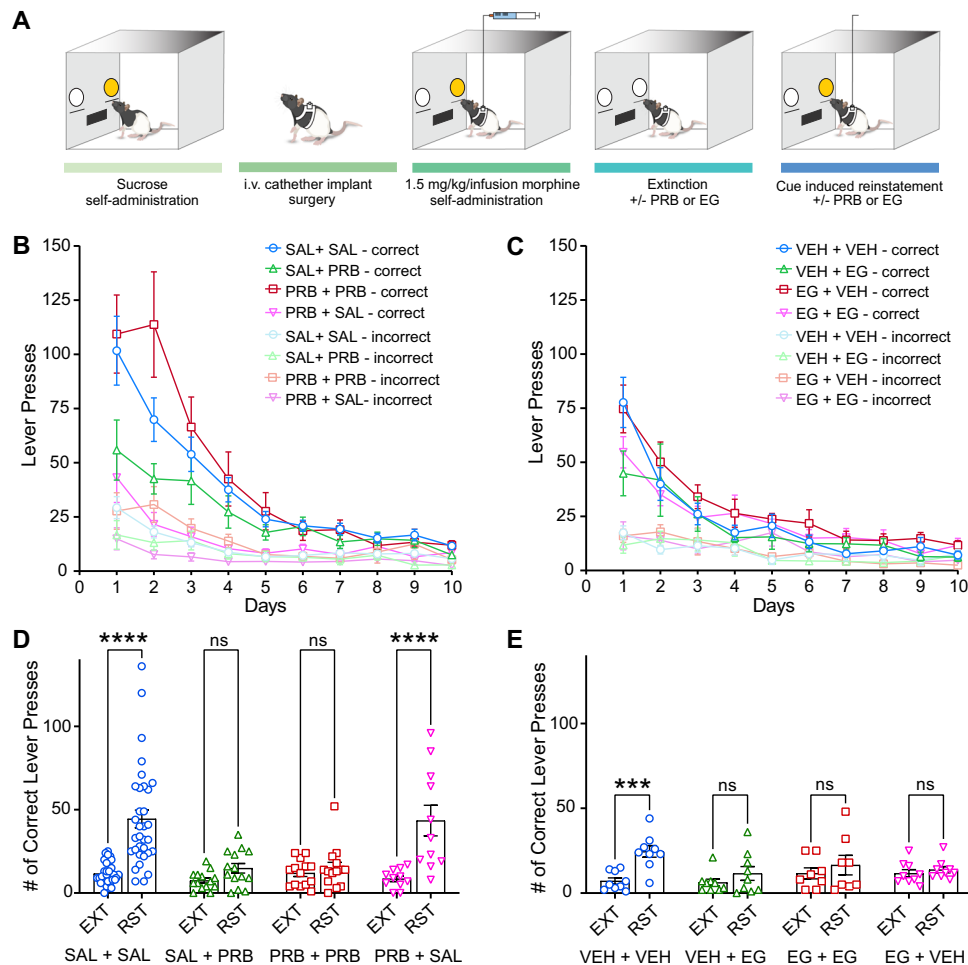 A
Sucrose
self-administration
i.v. cathether implant
surgery
1.5 mg/kg/infusion morphine
self-administration
Extinction
+/- PRB or EG
Cue induced reinstatement
+/- PRB or EG
B
150
125
100
75
50
25
0
Lever Presses
0 1 2 3 4 5 6 7 8 9 10
Days
SAL+ SAL - correct
SAL+ PRB - correct
PRB + PRB - correct
PRB + SAL - correct
SAL+ SAL - incorrect
SAL+ PRB - incorrect
PRB + PRB - incorrect
PRB + SAL- incorrect
C
150
125
100
75
50
25
0
Lever Presses
0 1 2 3 4 5 6 7 8 9 10
Days
VEH + VEH - correct
VEH + EG - correct
EG + VEH - correct
EG + EG - correct
VEH + VEH - incorrect
VEH + EG - incorrect
EG + VEH - incorrect
EG + EG - incorrect
D
# of Correct Lever Presses
100
50
0
**** ns ns ****
EXT RST EXT RST EXT RST EXT RST
SAL + SAL SAL + PRB PRB + PRB PRB + SAL
E
# of Correct Lever Presses
100
50
0
*** ns ns ns
EXT RST EXT RST EXT RST EXT RST
VEH + VEH VEH + EG EG + EG EG + VEH